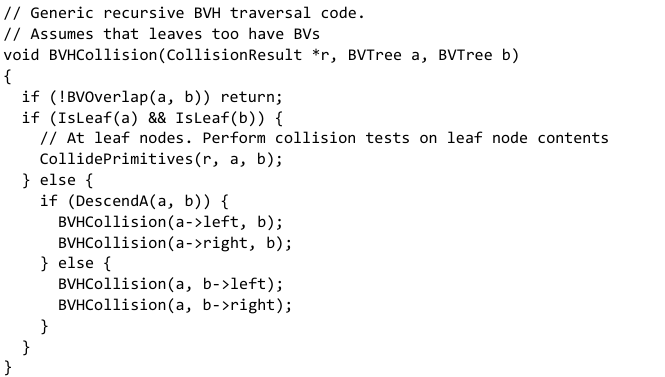 // Generic recursive BVH traversal code.
// Assumes that leaves too have BVs
void BVHCollision(CollisionResult *r, BVTree a, BVTree b)
{
  if (!BVOverlap(a, b)) return;
  if (IsLeaf(a) && IsLeaf(b)) {
    // At leaf nodes. Perform collision tests on leaf node contents
    CollidePrimitives(r, a, b);
  } else {
    if (DescendA(a, b)) {
      BVHCollision(a->left, b);
      BVHCollision(a->right, b);
    } else {
      BVHCollision(a, b->left);
      BVHCollision(a, b->right);
    }
  }
}